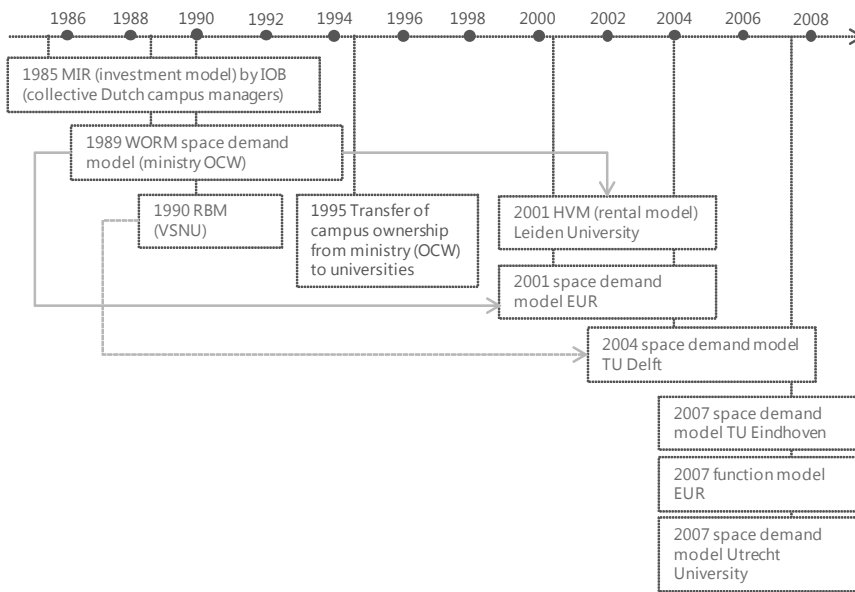 1986 1988 1990 1992 1994 1996 1998 2000 2002 2004 2006 2008
1985 MIR (investment model) by IOB
(collective Dutch campus managers)
1989 WORM space demand
model (ministry OCW)
1990 RBM
(VSNU)
1995 Transfer of
campus ownership
from ministry (OCW)
to universities
2001 HVM (rental model)
Leiden University
2001 space demand
model EUR
2004 space demand model
TU Delft
2007 space demand
model TU Eindhoven
2007 function model
EUR
2007 space demand
model Utrecht
University